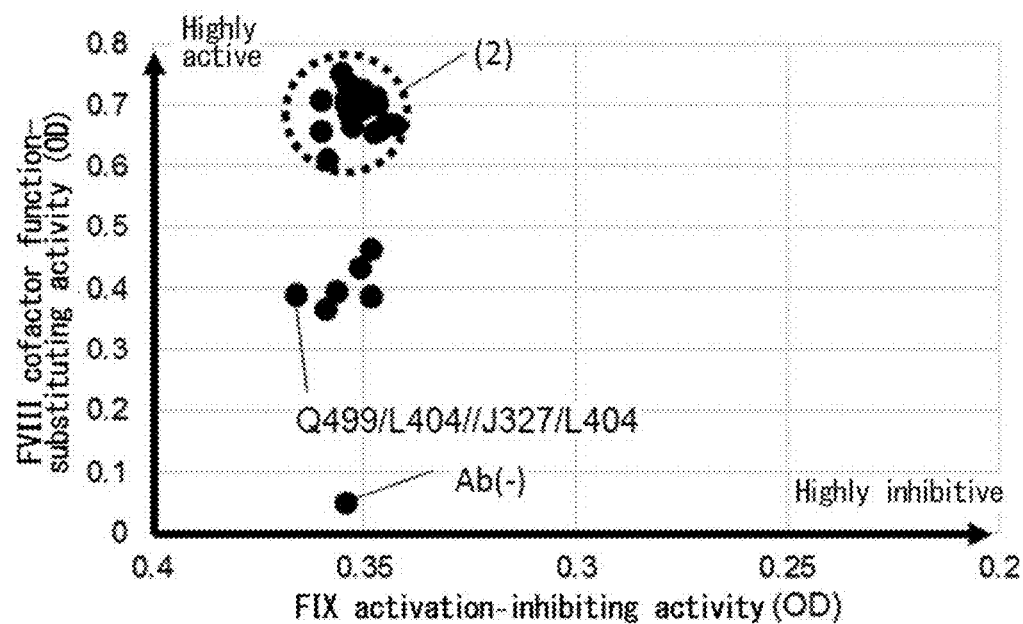 Highly
active
(2)
FVIII cofactor function-
substituting activity (OD)
0.8
0.7
0.6
0.5
0.4
0.3
0.2
0.1
0
Q499/L404//J327/L404
Ab(-)
Highly inhibitive
0.4
0.35
0.3
0.25
0.2
FIX activation-inhibiting activity (OD)